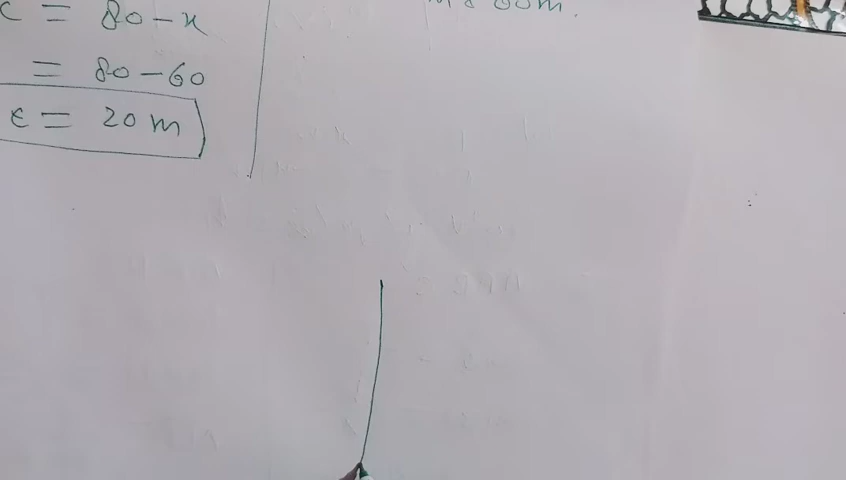 = 80-x
= 80-60
= 20 m